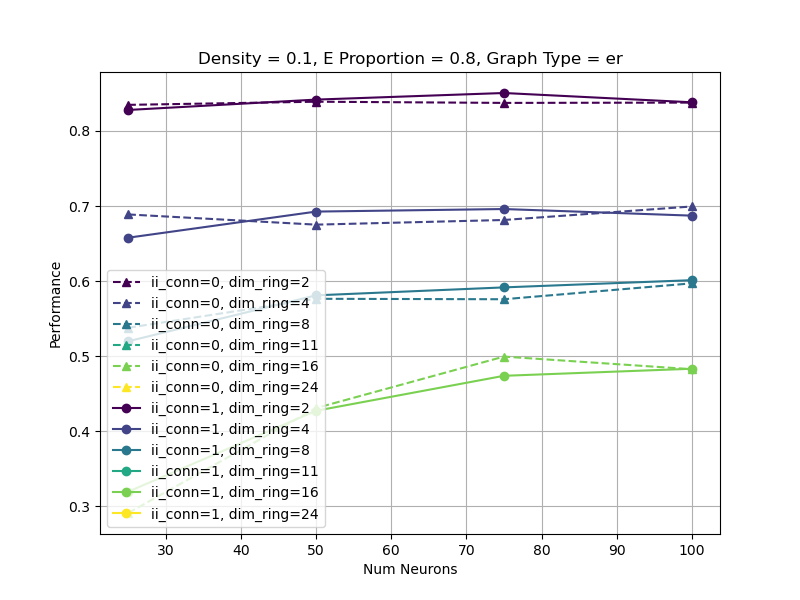 Density = 0.1, E Proportion = 0.8, Graph Type = er
Performance
0.8
0.7
0.6
0.5
0.4
0.3
ii_conn=0, dim_ring=2
ii_conn=0, dim_ring=4
ii_conn=0, dim_ring=8
ii_conn=0, dim_ring=11
ii_conn=0, dim_ring=16
ii_conn=0, dim_ring=24
ii_conn=1, dim_ring=2
ii_conn=1, dim_ring=4
ii_conn=1, dim_ring=8
ii_conn=1, dim_ring=11
ii_conn=1, dim_ring=16
ii_conn=1, dim_ring=24
30 40 50 60 70 80 90 100
Num Neurons